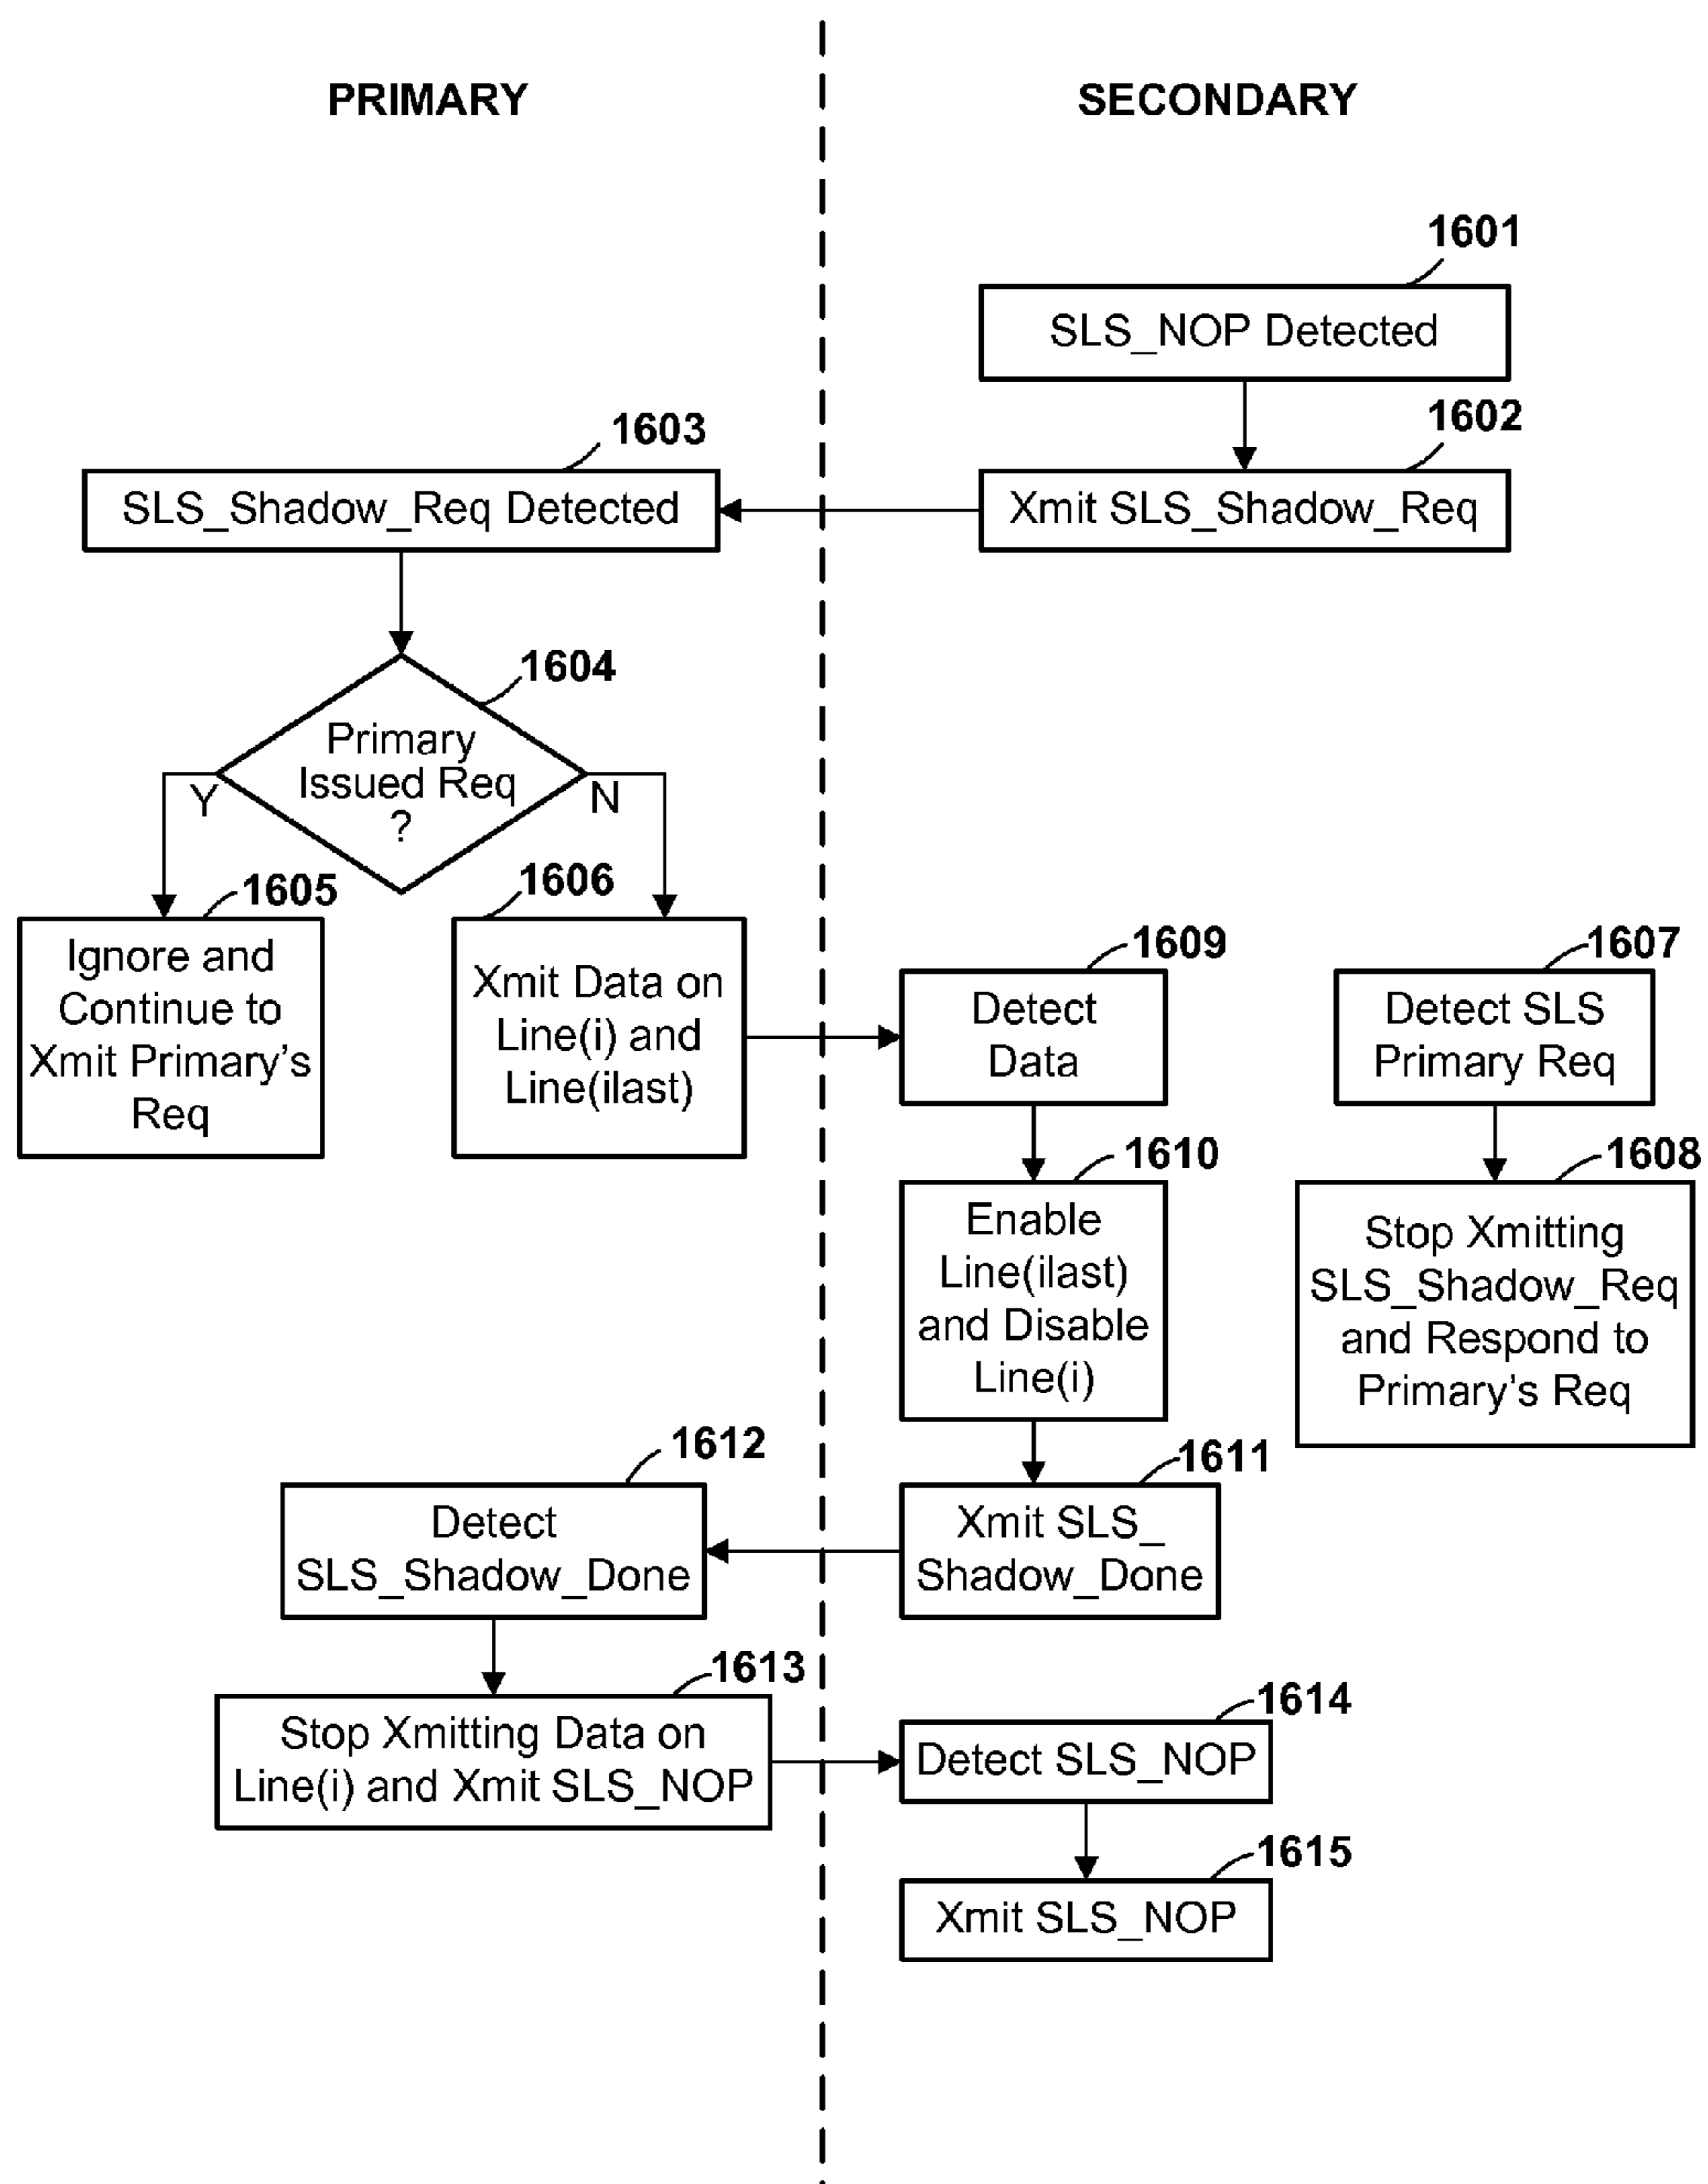 PRIMARY
SECONDARY
1601
SLS_NOP Detected
1602
Xmit SLS_Shadow_Req
1603
SLS_Shadow_Req Detected
1604
Primary
Issued Req
?
Y
N
1605
Ignore and
Continue to
Xmit Primary's
Req
1606
Xmit Data on
Line(i) and
Line(ilast)
1609
Detect
Data
1607
Detect SLS
Primary Req
1610
Enable
Line(ilast)
and Disable
Line(i)
1608
Stop Xmitting
SLS_Shadow_Req
and Respond to
Primary's Req
1611
Xmit SLS_
Shadow_Done
1612
Detect
SLS_Shadow_Done
1613
Stop Xmitting Data on
Line(i) and Xmit SLS_NOP
1614
Detect SLS_NOP
1615
Xmit SLS_NOP